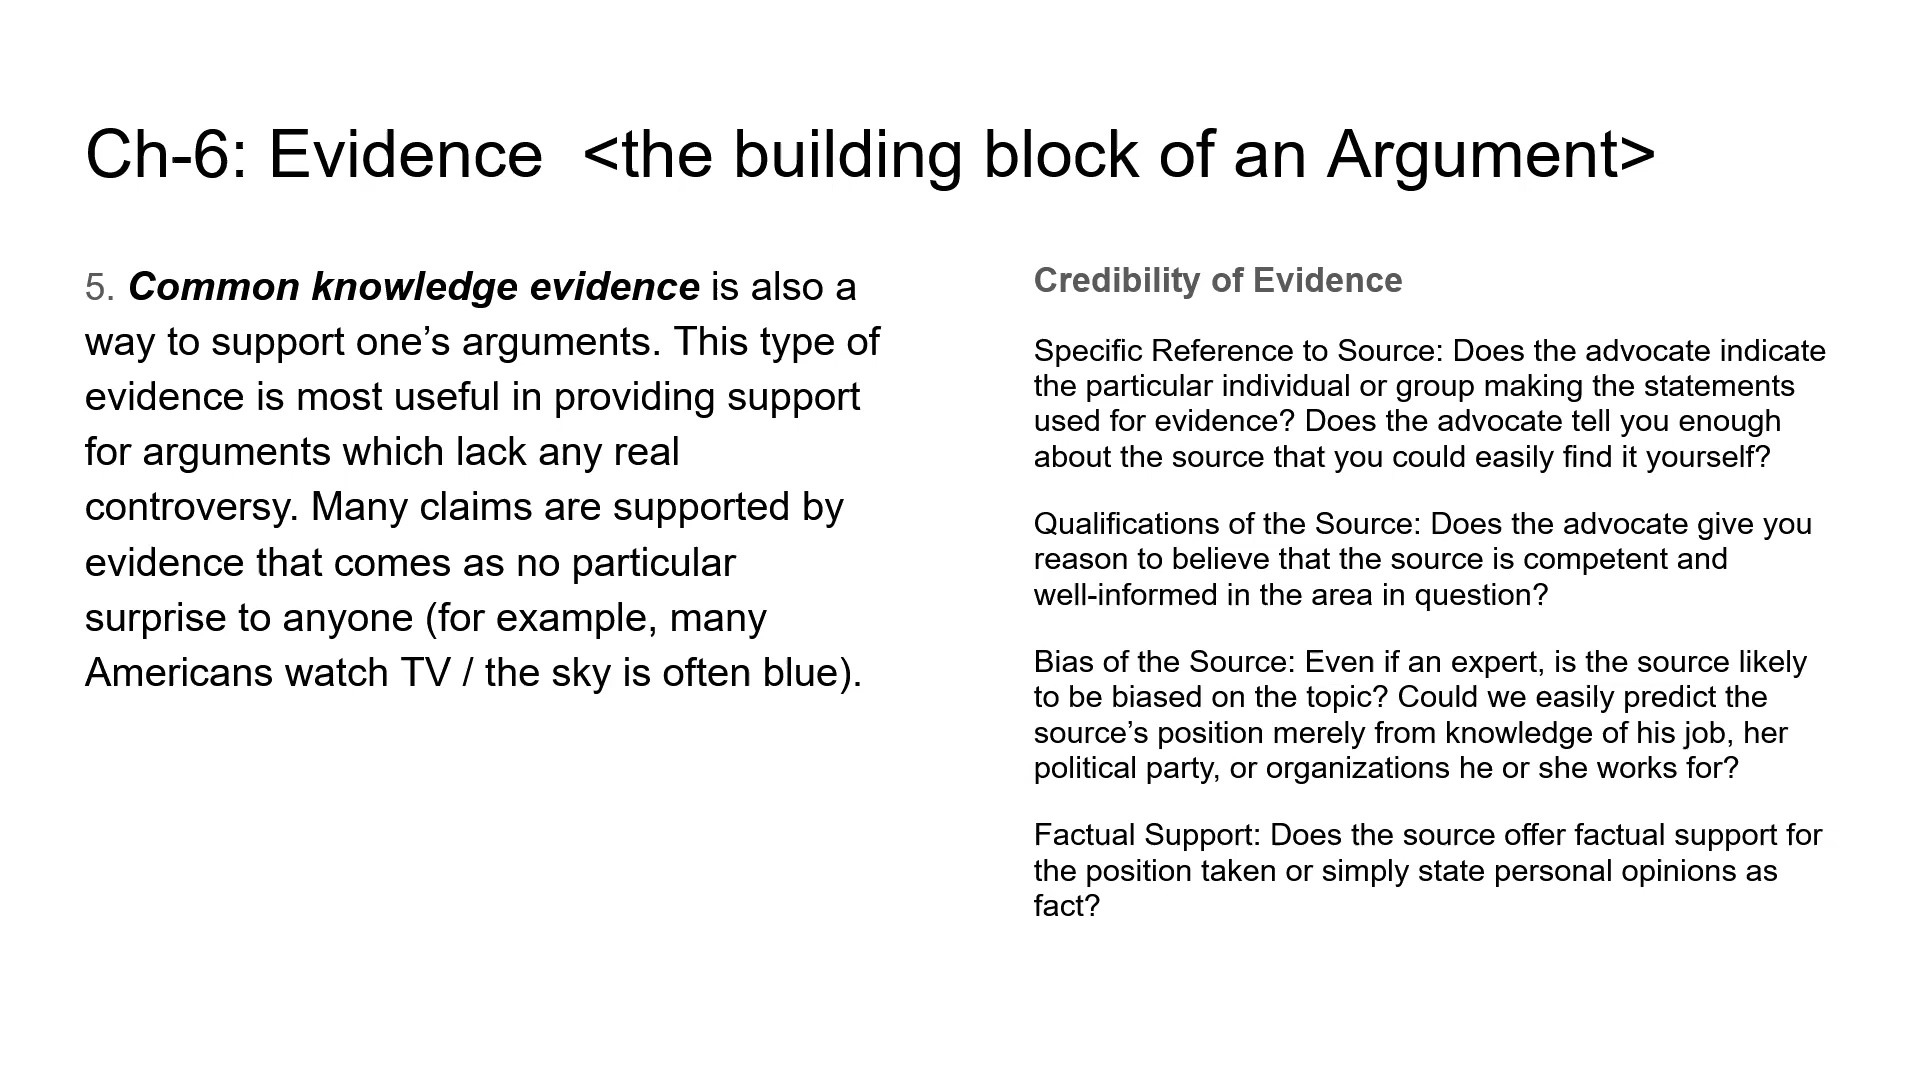 Ch-6: Evidence  <the building block of an Argument>
5. Common knowledge evidence is also a
way to support one’s arguments. This type of
evidence is most useful in providing support
for arguments which lack any real
controversy. Many claims are supported by
evidence that comes as no particular
surprise to anyone (for example, many
Americans watch TV / the sky is often blue).
Credibility of Evidence
Specific Reference to Source: Does the advocate indicate
the particular individual or group making the statements
used for evidence? Does the advocate tell you enough
about the source that you could easily find it yourself?
Qualifications of the Source: Does the advocate give you
reason to believe that the source is competent and
well-informed in the area in question?
Bias of the Source: Even if an expert, is the source likely
to be biased on the topic? Could we easily predict the
source’s position merely from knowledge of his job, her
political party, or organizations he or she works for?
Factual Support: Does the source offer factual support for
the position taken or simply state personal opinions as
fact?